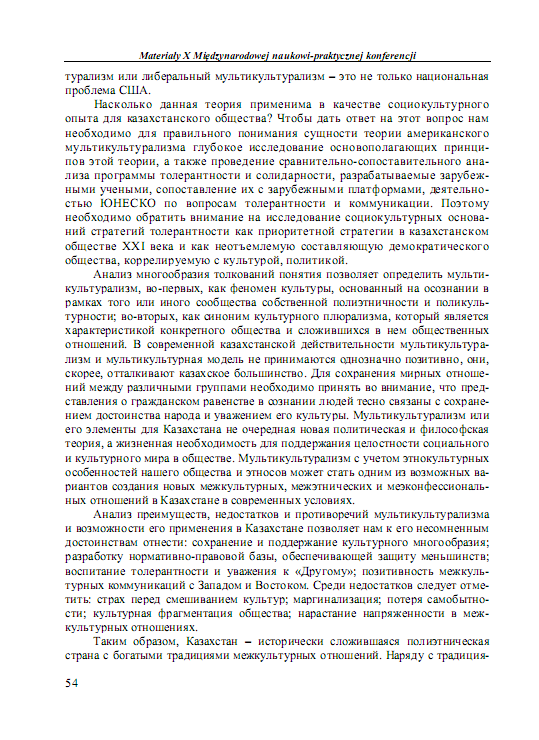 Materiały X Międzynarodowej naukowi-praktycznej konferencji
турализм или либеральный мультикультурализм – это не только национальная
проблема США.
Насколько данная теория применима в качестве социокультурного
опыта для казахстанского общества? Чтобы дать ответ на этот вопрос нам
необходимо для правильного понимания сущности теории американского
мультикультурализма глубокое исследование основополагающих принци-
пов этой теории, а также проведение сравнительно-сопоставительного ана-
лиза программы толерантности и солидарности, разрабатываемые зарубеж-
ными учеными, сопоставление их с зарубежными платформами, деятельно-
стью ЮНЕСКО по вопросам толерантности и коммуникации. Поэтому
необходимо обратить внимание на исследование социокультурных основа-
ний стратегий толерантности как приоритетной стратегии в казахстанском
обществе XXI века и как неотъемлемую составляющую демократического
общества, коррелируемую с культурой, политикой.
Анализ многообразия толкований понятия позволяет определить мульти-
культурализм, во-первых, как феномен культуры, основанный на осознании в
рамках того или иного сообщества собственной полиэтничности и поликуль-
турности; во-вторых, как синоним культурного плюрализма, который является
характеристикой конкретного общества и сложившихся в нем общественных
отношений. В современной казахстанской действительности мультикультура-
лизм и мультикультурная модель не принимаются однозначно позитивно, они,
скорее, отталкивают казахское большинство. Для сохранения мирных отноше-
ний между различными группами необходимо принять во внимание, что пред-
ставления о гражданском равенстве в сознании людей тесно связаны с сохране-
нием достоинства народа и уважением его культуры. Мультикультурализм или
его элементы для Казахстана не очередная новая политическая и философская
теория, а жизненная необходимость для поддержания целостности социального
и культурного мира в обществе. Мультикультурализм с учетом этнокультурных
особенностей нашего общества и этносов может стать одним из возможных ва-
риантов создания новых межкультурных, межэтнических и меэконфессиональ-
ных отношений в Казахстане в современных условиях.
Анализ преимуществ, недостатков и противоречий мультикультурализма
и возможности его применения в Казахстане позволяет нам к его несомненным
достоинствам отнести: сохранение и поддержание культурного многообразия;
разработку нормативно-правовой базы, обеспечивающей защиту меньшинств;
воспитание толерантности и уважения к «Другому»; позитивность межкуль-
турных коммуникаций с Западом и Востоком. Среди недостатков следует отме-
тить: страх перед смешиванием культур; маргинализация; потеря самобытно-
сти; культурная фрагментация общества; нарастание напряженности в меж-
культурных отношениях.
Таким образом, Казахстан – исторически сложившаяся полиэтническая
страна с богатыми традициями межкультурных отношений. Наряду с традиция-
54